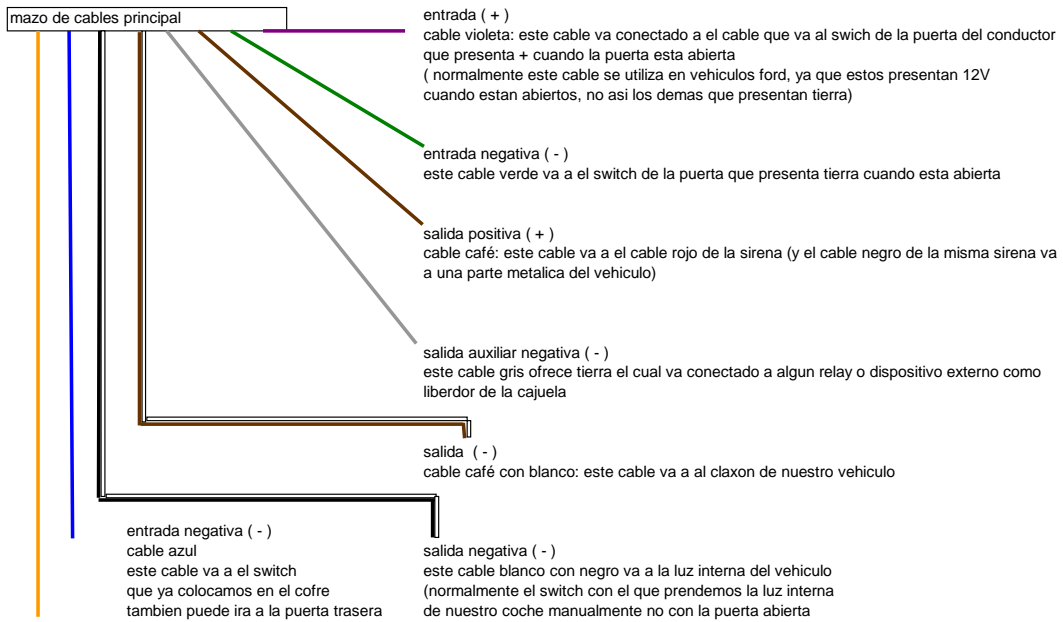 mazo de cables principal
entrada ( + )
cable violeta: este cable va conectado a el cable que va al swich de la puerta del conductor
que presenta + cuando la puerta esta abierta
( normalmente este cable se utiliza en vehiculos ford, ya que estos presentan 12V
cuando estan abiertos, no asi los demas que presentan tierra)
entrada negativa ( - )
este cable verde va a el switch de la puerta que presenta tierra cuando esta abierta
salida positiva ( + )
cable café: este cable va a el cable rojo de la sirena (y el cable negro de la misma sirena va
a una parte metalica del vehiculo)
salida auxiliar negativa ( - )
este cable gris ofrece tierra el cual va conectado a algun relay o dispositivo externo como
liberdor de la cajuela
salida ( - )
cable café con blanco: este cable va a al claxon de nuestro vehiculo
entrada negativa ( - )
cable azul
este cable va a el switch
que ya colocamos en el cofre
tambien puede ira a la puerta trasera
salida negativa ( - )
este cable blanco con negro va a la luz interna del vehiculo
(normalmente el switch con el que prendemos la luz interna
de nuestro coche manualmente no con la puerta abierta